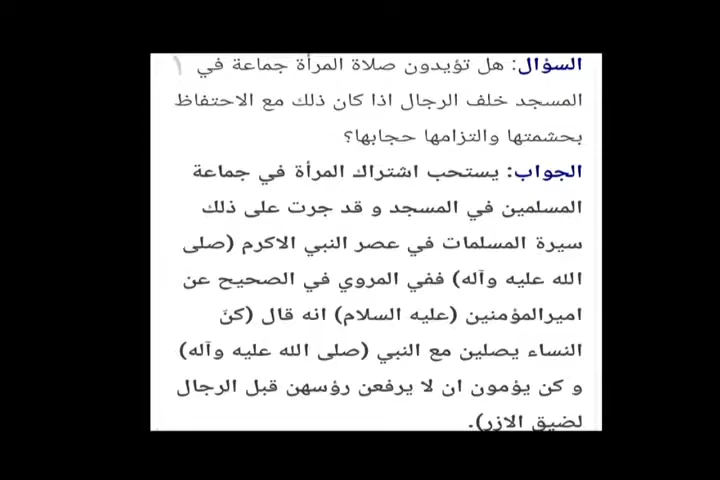 السؤال: هل تؤيدون صلاة المرأة جماعة في ١
المسجد خلف الرجال اذا كان ذلك مع الاحتفاظ
بحشمتها والتزامها حجابها؟
الجواب: يستحب اشتراك المرأة في جماعة
المسلمين في المسجد و قد جرت على ذلك
سيرة المسلمات في عصر النبي الاكرم (صلى
الله عليه وآله) ففي المروي في الصحيح عن
اميرالمؤمنين (عليه السلام) انه قال (كنَ
النساء يصلين مع النبي (صلى الله عليه وآله)
و كن يؤمون ان لا يرفعن رؤسهن قبل الرجال
لضيق الازر).